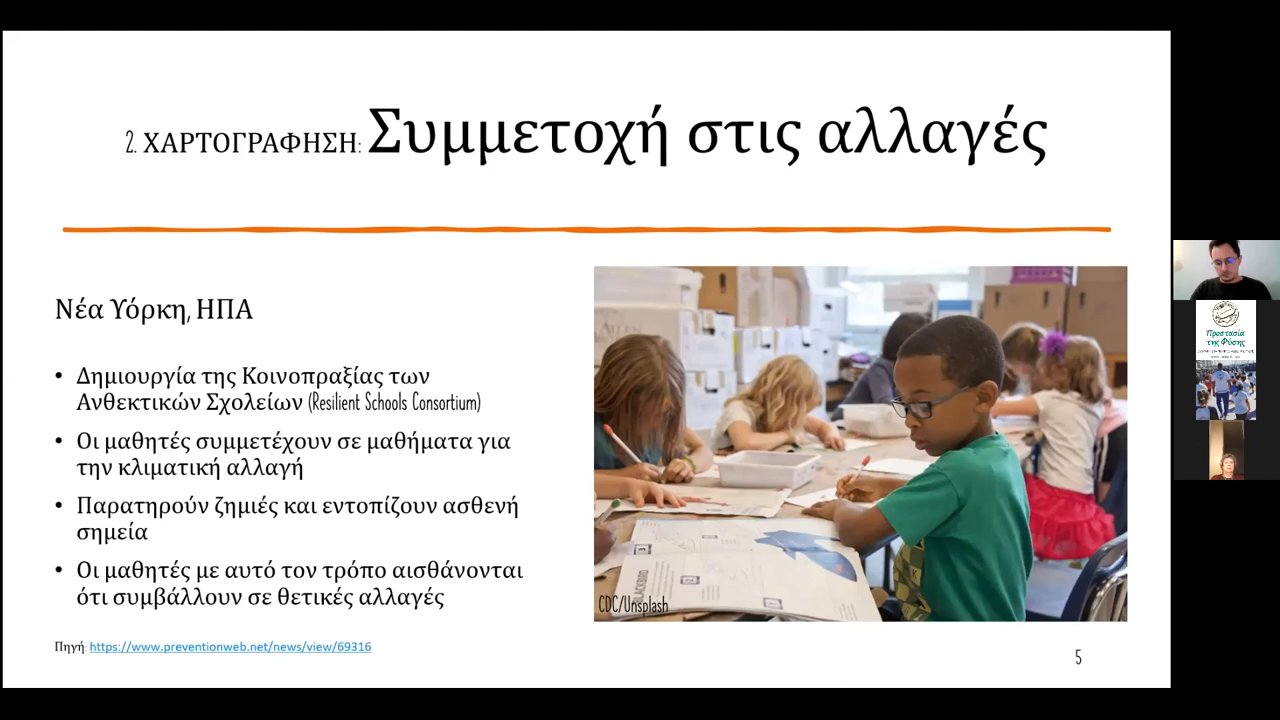 2. ΧΑΡΤΟΓΡΑΦΗΣΗ: Συμμετοχή στις αλλαγές
Νέα Υόρκη, ΗΠΑ
• Δημιουργία της Κοινοπραξίας των
Ανθεκτικών Σχολείων (Resilient Schools Consortium)
• Οι μαθητές συμμετέχουν σε μαθήματα για
την κλιματική αλλαγή
• Παρατηρούν ζημιές και εντοπίζουν ασθενή
σημεία
• Οι μαθητές με αυτό τον τρόπο αισθάνονται
ότι συμβάλλουν σε θετικές αλλαγές
Πηγή: https://www.preventionweb.net/news/view/69316
BLACKBIRD
CDC/Unsplash
5
Προστασία
της Φύσης